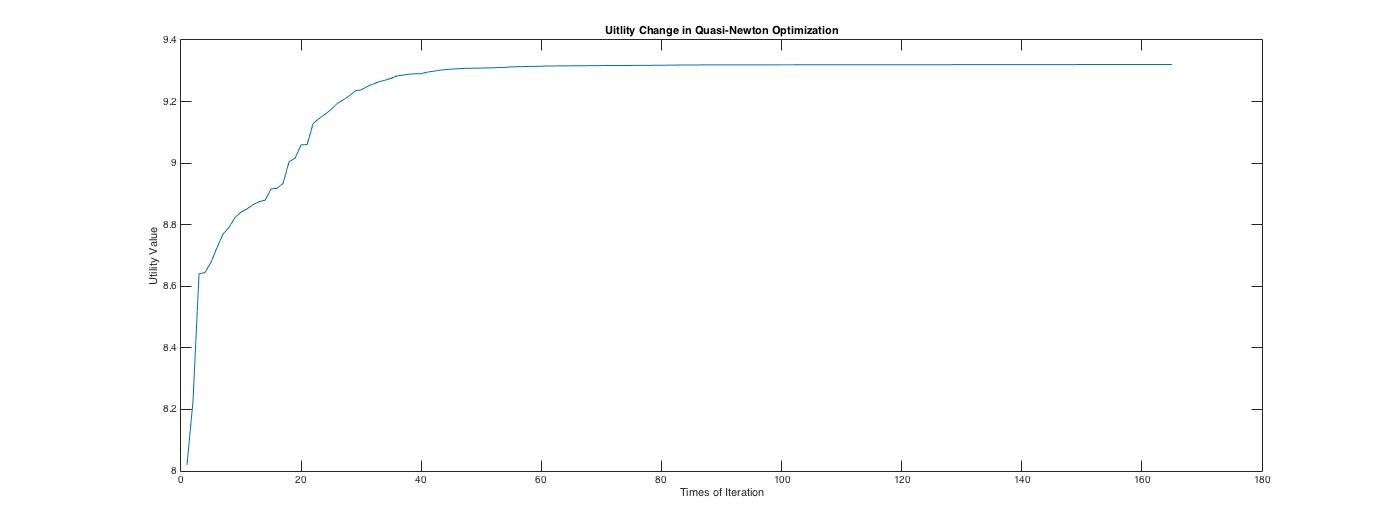 Uitlity Change in Quasi-Newton Optimization
9.4
9.2
9
8.8
8.6
8.4
8.2
8
Utility Value
0 20 40 60 80 100 120 140 160 180
Times of Iteration